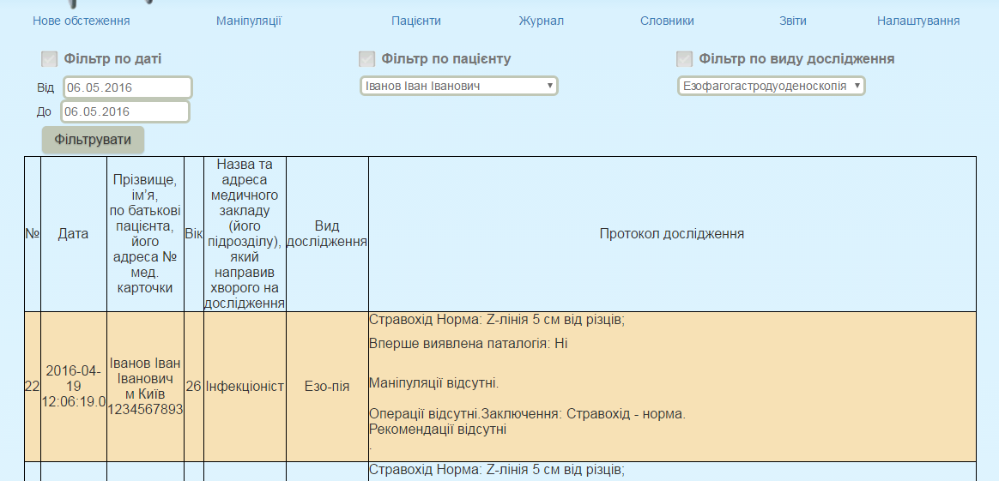 Нове обстеження Маніпуляції Пацієнти Журнал Словники Звіти Налаштування
Фільтр по даті Фільтр по пацієнту Фільтр по виду дослідження
Від 06.05.2016 Іванов Іван Іванович Езофагогастродуоденоскопія
До 06.05.2016
Фільтрувати
№
Дата
Прізвище,
ім'я,
по батькові
пацієнта,
його
адреса №
мед.
карточки
Вік
Назва та
адреса
медичного
закладу
(його
підрозділу),
який
направив
хворого на
дослідження
Вид
дослідження
Протокол дослідження
22
2016-04-
19
12:06:19.0
Іванов Іван
Іванович
м Київ
1234567893
26
Інфекціоніст
Езо-пія
Стравохід Норма: Z-лінія 5 см від різців;
Вперше виявлена паталогія: Ні
Маніпуляції відсутні.
Операції відсутні.Заключення: Стравохід - норма.
Рекомендації відсутні
.
Стравохід Норма: Z-лінія 5 см від різців;